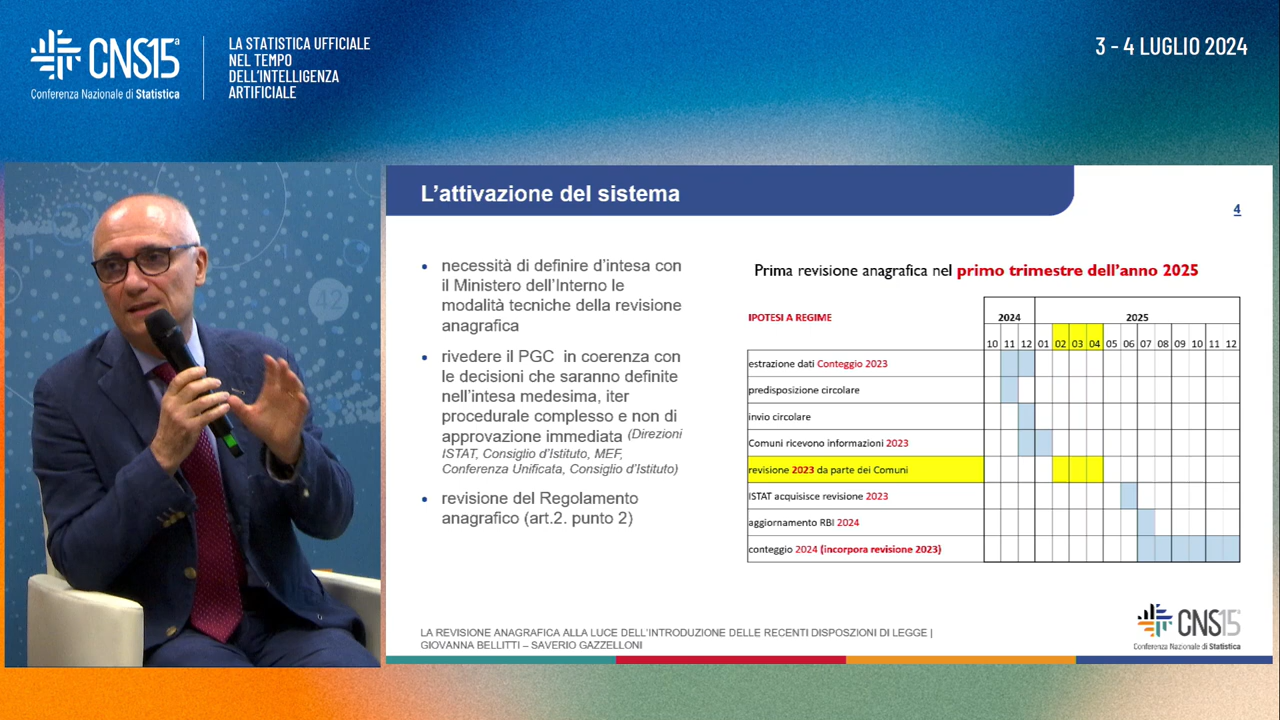 CNS15ª
Conferenza Nazionale di Statistica
LA STATISTICA UFFICIALE
NEL TEMPO
DELL'INTELLIGENZA
ARTIFICIALE
3 - 4 LUGLIO 2024
42
L'attivazione del sistema
4
• necessità di definire d'intesa con
il Ministero dell'Interno le
modalità tecniche della revisione
anagrafica
• rivedere il PGC in coerenza con
le decisioni che saranno definite
nell'intesa medesima, iter
procedurale complesso e non di
approvazione immediata (Direzioni
ISTAT, Consiglio d'Istituto, MEF,
Conferenza Unificata, Consiglio d'Istituto)
• revisione del Regolamento
anagrafico (art.2. punto 2)
Prima revisione anagrafica nel primo trimestre dell'anno 2025
IPOTESI A REGIME 2024 2025
10 11 12 01 02 03 04 05 06 07 08 09 10 11 12
estrazione dati Conteggio 2023
predisposizione circolare
invio circolare
Comuni ricevono informazioni 2023
revisione 2023 da parte dei Comuni
ISTAT acquisisce revisione 2023
aggiornamento RBI 2024
conteggio 2024 (incorpora revisione 2023)
LA REVISIONE ANAGRAFICA ALLA LUCE DELL'INTRODUZIONE DELLE RECENTI DISPOSZIONI DI LEGGE |
GIOVANNA BELLITTI – SAVERIO GAZZELLONI
CNS15ª
Conferenza Nazionale di Statistica